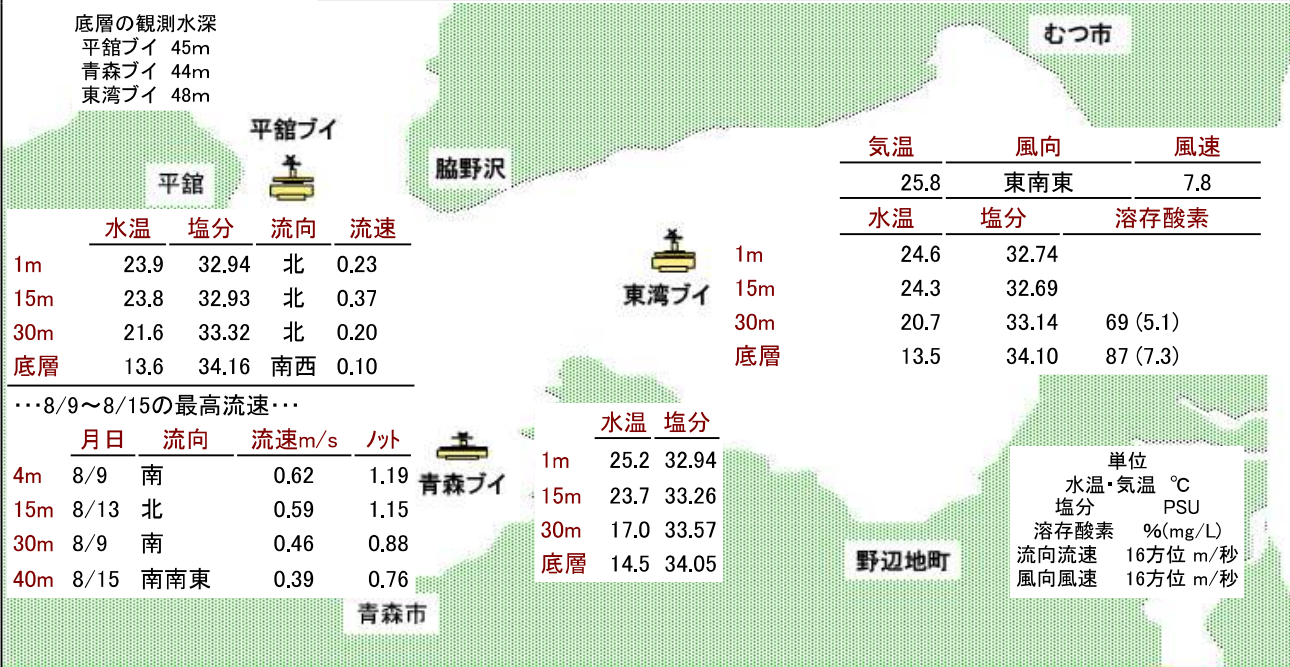 底層の観測水深
平舘ブイ 45m
青森ブイ 44m
東湾ブイ 48m
むつ市
平舘ブイ
平舘
脇野沢
気温 風向 風速
25.8 東南東 7.8
水温 塩分 溶存酸素
1m 24.6 32.74
15m 24.3 32.69
30m 20.7 33.14 69 (5.1)
底層 13.5 34.10 87 (7.3)
東湾ブイ
水温 塩分 流向 流速
1m 23.9 32.94 北 0.23
15m 23.8 32.93 北 0.37
30m 21.6 33.32 北 0.20
底層 13.6 34.16 南西 0.10
…8/9～8/15の最高流速…
月日 流向 流速m/s ノット
4m 8/9 南 0.62 1.19
15m 8/13 北 0.59 1.15
30m 8/9 南 0.46 0.88
40m 8/15 南南東 0.39 0.76
青森ブイ
水温 塩分
1m 25.2 32.94
15m 23.7 33.26
30m 17.0 33.57
底層 14.5 34.05
青森市
野辺地町
単位
水温・気温 ℃
塩分 PSU
溶存酸素 %(mg/L)
流向流速 16方位 m/秒
風向風速 16方位 m/秒